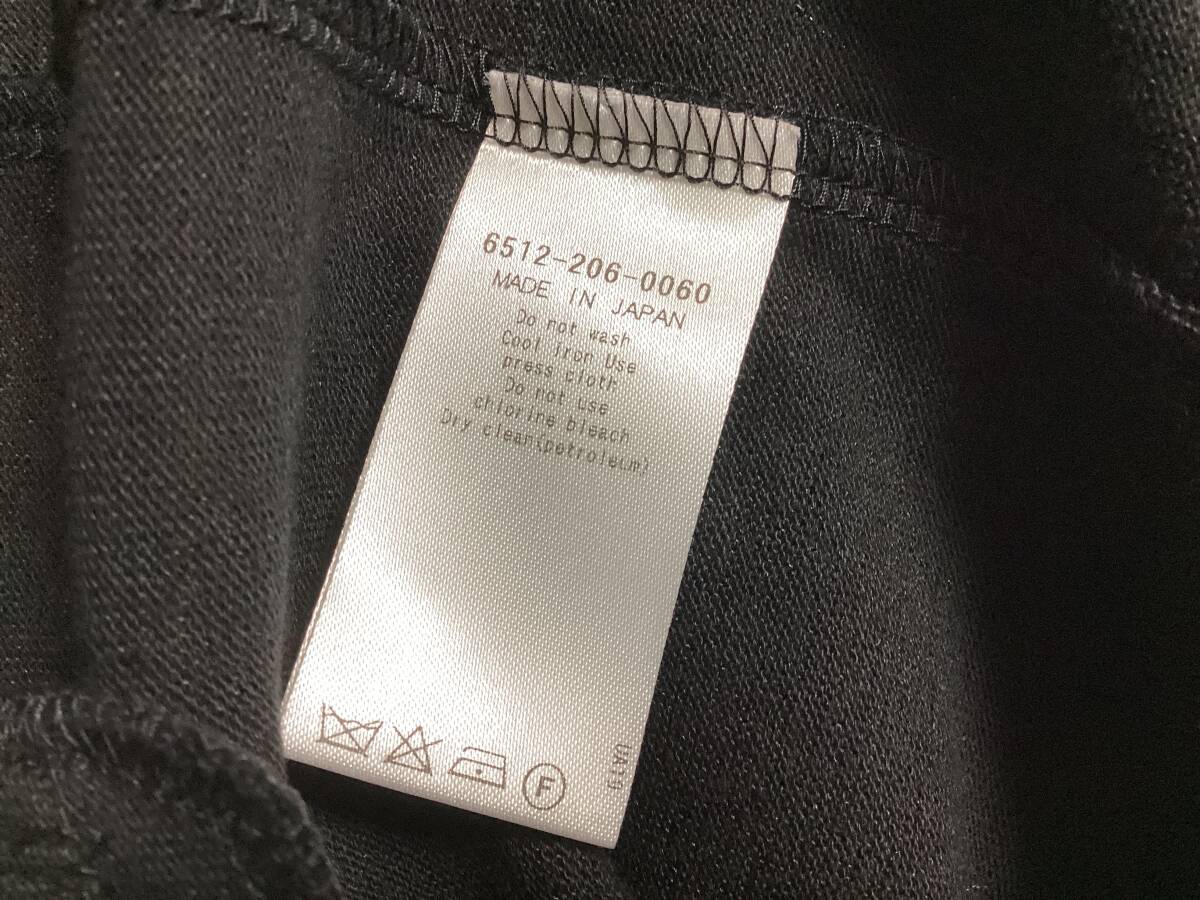 6512-206-0060
MADE IN JAPAN
Do not wash
Cool iron Use
press cloth
Do not use
chlorine bleach
Dry clean(petroleum)
F